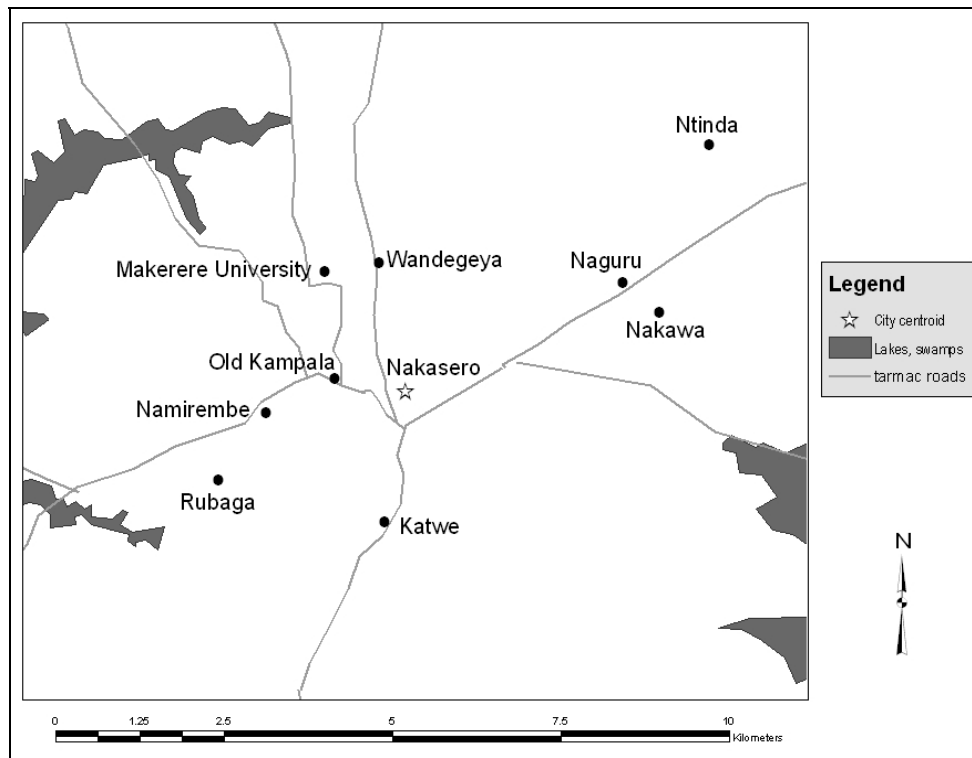 Ntinda
Wandegeya
Makerere University
Naguru
Nakawa
Old Kampala
Nakasero
Namirembe
Rubaga
Katwe
Legend
City centroid
Lakes, swamps
tarmac roads
N
0 1.25 2.5 5 7.5 10
Kilometers